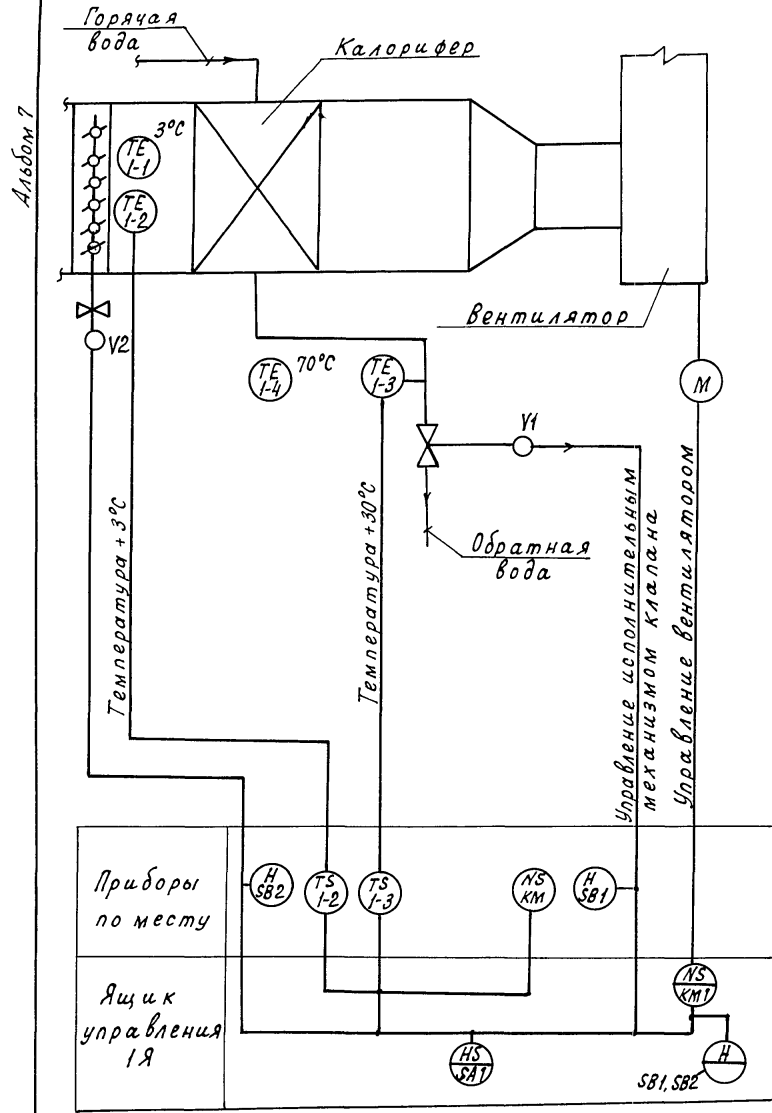 Альбом 7
Горячая
вода
Калорифер
TE
1-1
3°C
TE
1-2
Вентилятор
V2
TE
1-4
70°C
TE
1-3
M
V1
Обратная
вода
Температура +3°C
Температура +30°C
Управление исполнительным
механизмом клапана
Управление вентилятором
Приборы
по месту
H
SB2
TS
1-2
TS
1-3
NS
KM
H
SB1
Ящик
управления
1Я
NS
KM1
HS
SA1
H
SB1, SB2